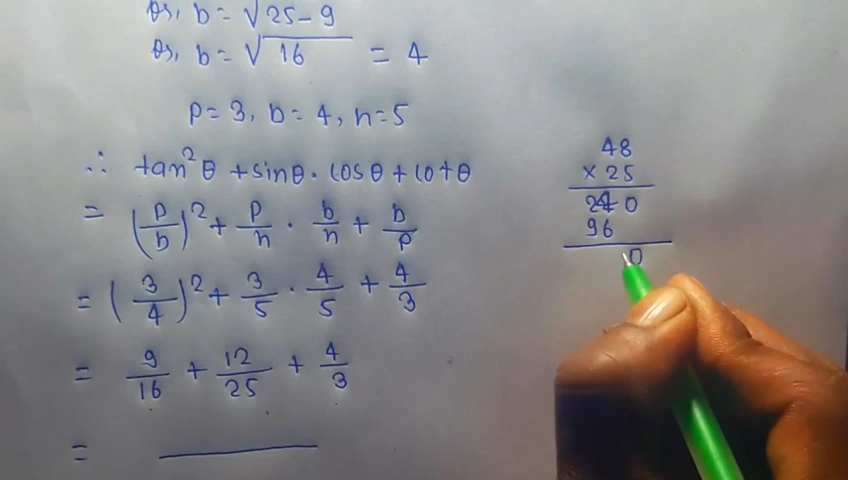 Or, b = √25 - 9
Or, b = √16 = 4
P = 3, b = 4, h = 5
∴ tan²θ + sinθ · cosθ + cotθ
= (P/b)² + P/h · b/h + b/P
= (3/4)² + 3/5 · 4/5 + 4/3
= 9/16 + 12/25 + 4/3
=
48
× 25
240
96
0